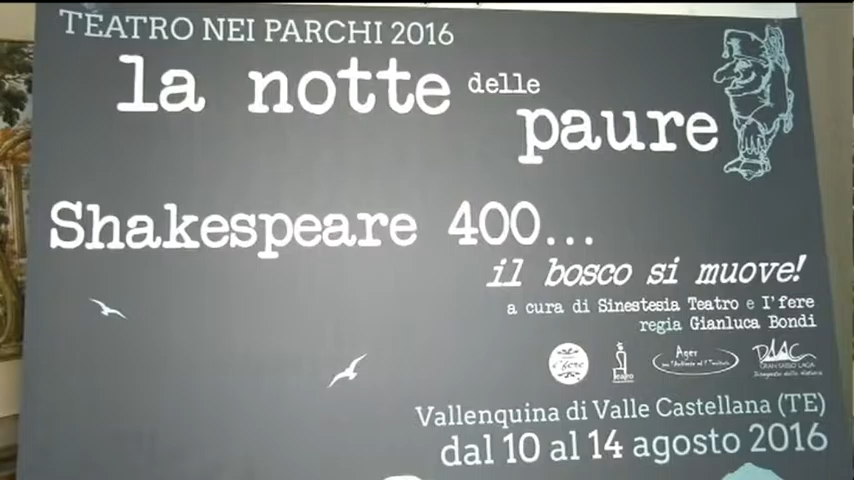 TEATRO NEI PARCHI 2016
la notte delle
paure
Shakespeare 400...
il bosco si muove!
a cura di Sinestesia Teatro e I'fere
regia Gianluca Bondi
Ager
Vallenquina di Valle Castellana (TE)
dal 10 al 14 agosto 2016